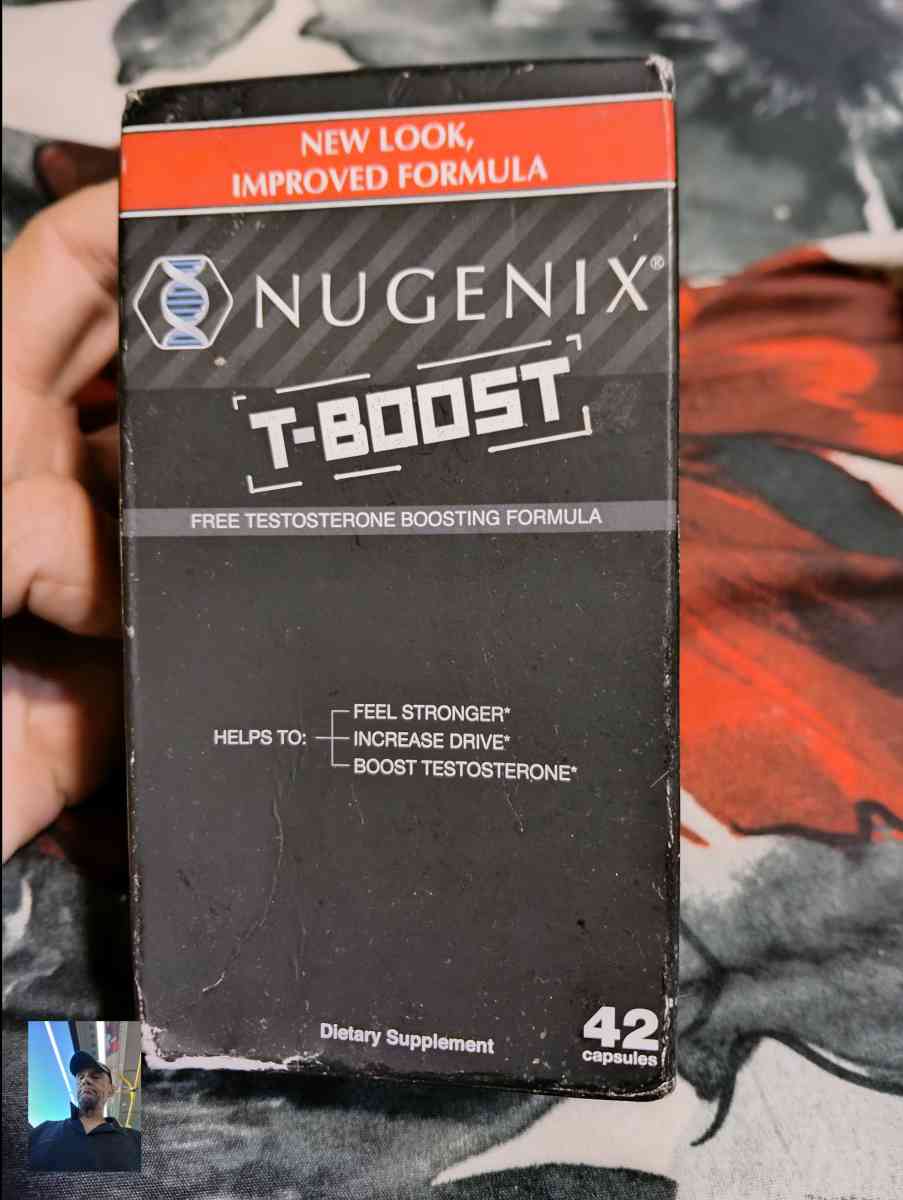 NEW LOOK,
IMPROVED FORMULA
NUGENIX®
T-BOOST
FREE TESTOSTERONE BOOSTING FORMULA
HELPS TO:
FEEL STRONGER*
INCREASE DRIVE*
BOOST TESTOSTERONE*
Dietary Supplement
42
capsules